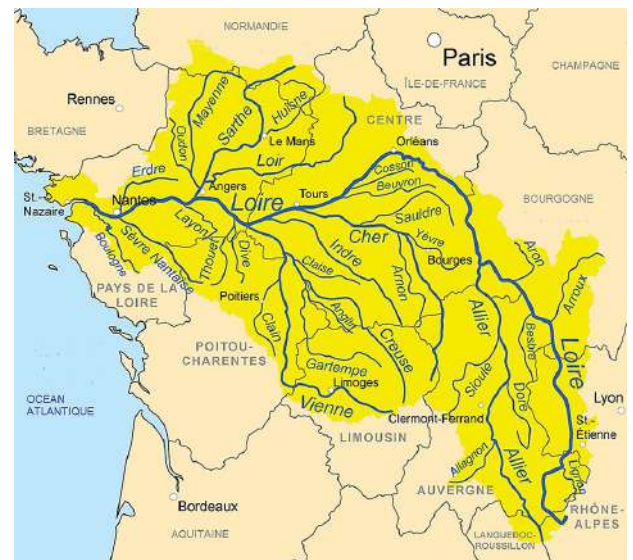 NORMANDIE
Paris
ÎLE-DE-FRANCE
CHAMPAGNE
Rennes
BRETAGNE
Oudon
Mayenne
Sarthe
Huisne
Le Mans
Loir
CENTRE
Orléans
Erdre
Angers
Loire
Tours
Cosson
Beuvron
BOURGOGNE
St.-
Nazaire
Nantes
Layon
Sauldre
Cher
Yèvre
Bourges
Aron
Arroux
Boulogne
Sèvre Nantaise
Thouet
Dive
Indre
Claise
Arnon
Allier
PAYS DE LA
LOIRE
Poitiers
Clain
Anglin
Creuse
Besbre
Loire
POITOU-
CHARENTES
Gartempe
Limoges
Vienne
Sioule
Dore
Lyon
OCEAN
ATLANTIQUE
Clermont-Ferrand
St.-
Étienne
LIMOUSIN
Allagnon
Allier
Lignon
AUVERGNE
RHÔNE-
ALPES
Bordeaux
AQUITAINE
LANGUEDOC-
ROUSSILLON